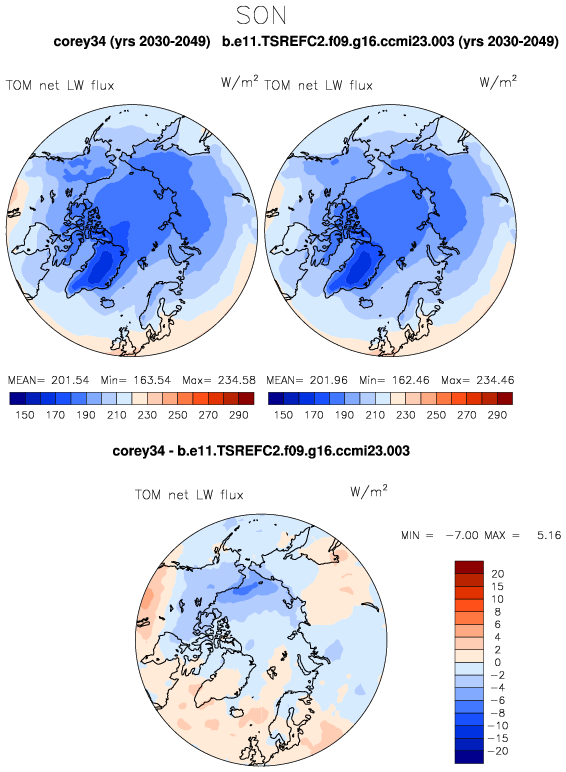 SON
corey34 (yrs 2030-2049) b.e11.TSREFC2.f09.g16.ccmi23.003 (yrs 2030-2049)
TOM net LW flux W/m² TOM net LW flux W/m²
MEAN= 201.54 Min= 163.54 Max= 234.58 MEAN= 201.96 Min= 162.46 Max= 234.46
150 170 190 210 230 250 270 290 150 170 190 210 230 250 270 290
corey34 - b.e11.TSREFC2.f09.g16.ccmi23.003
TOM net LW flux W/m²
MIN = -7.00 MAX = 5.16
20
15
10
8
6
4
2
0
-2
-4
-6
-8
-10
-15
-20